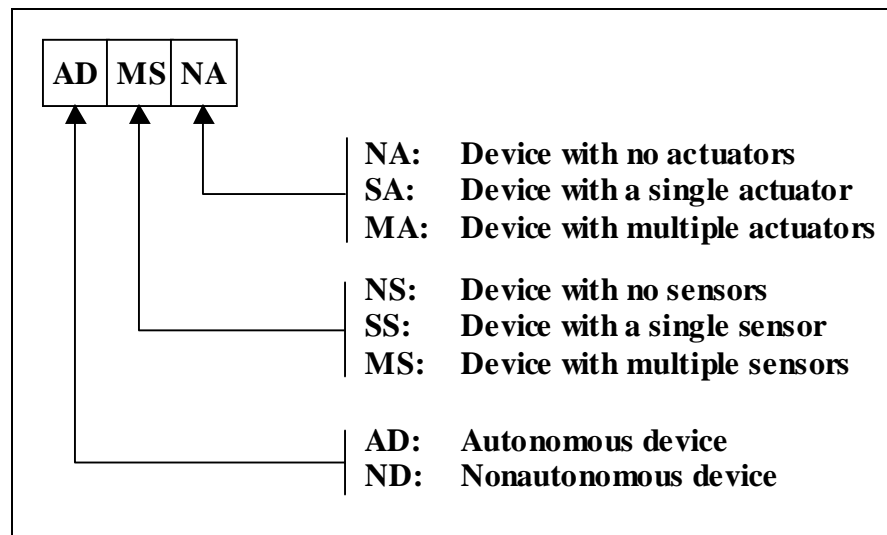 AD MS NA
NA: Device with no actuators
SA: Device with a single actuator
MA: Device with multiple actuators
NS: Device with no sensors
SS: Device with a single sensor
MS: Device with multiple sensors
AD: Autonomous device
ND: Nonautonomous device